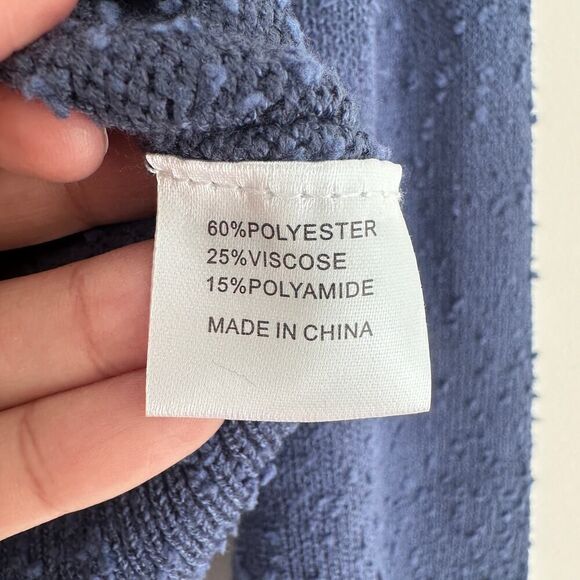 60%POLYESTER
25%VISCOSE
15%POLYAMIDE
MADE IN CHINA